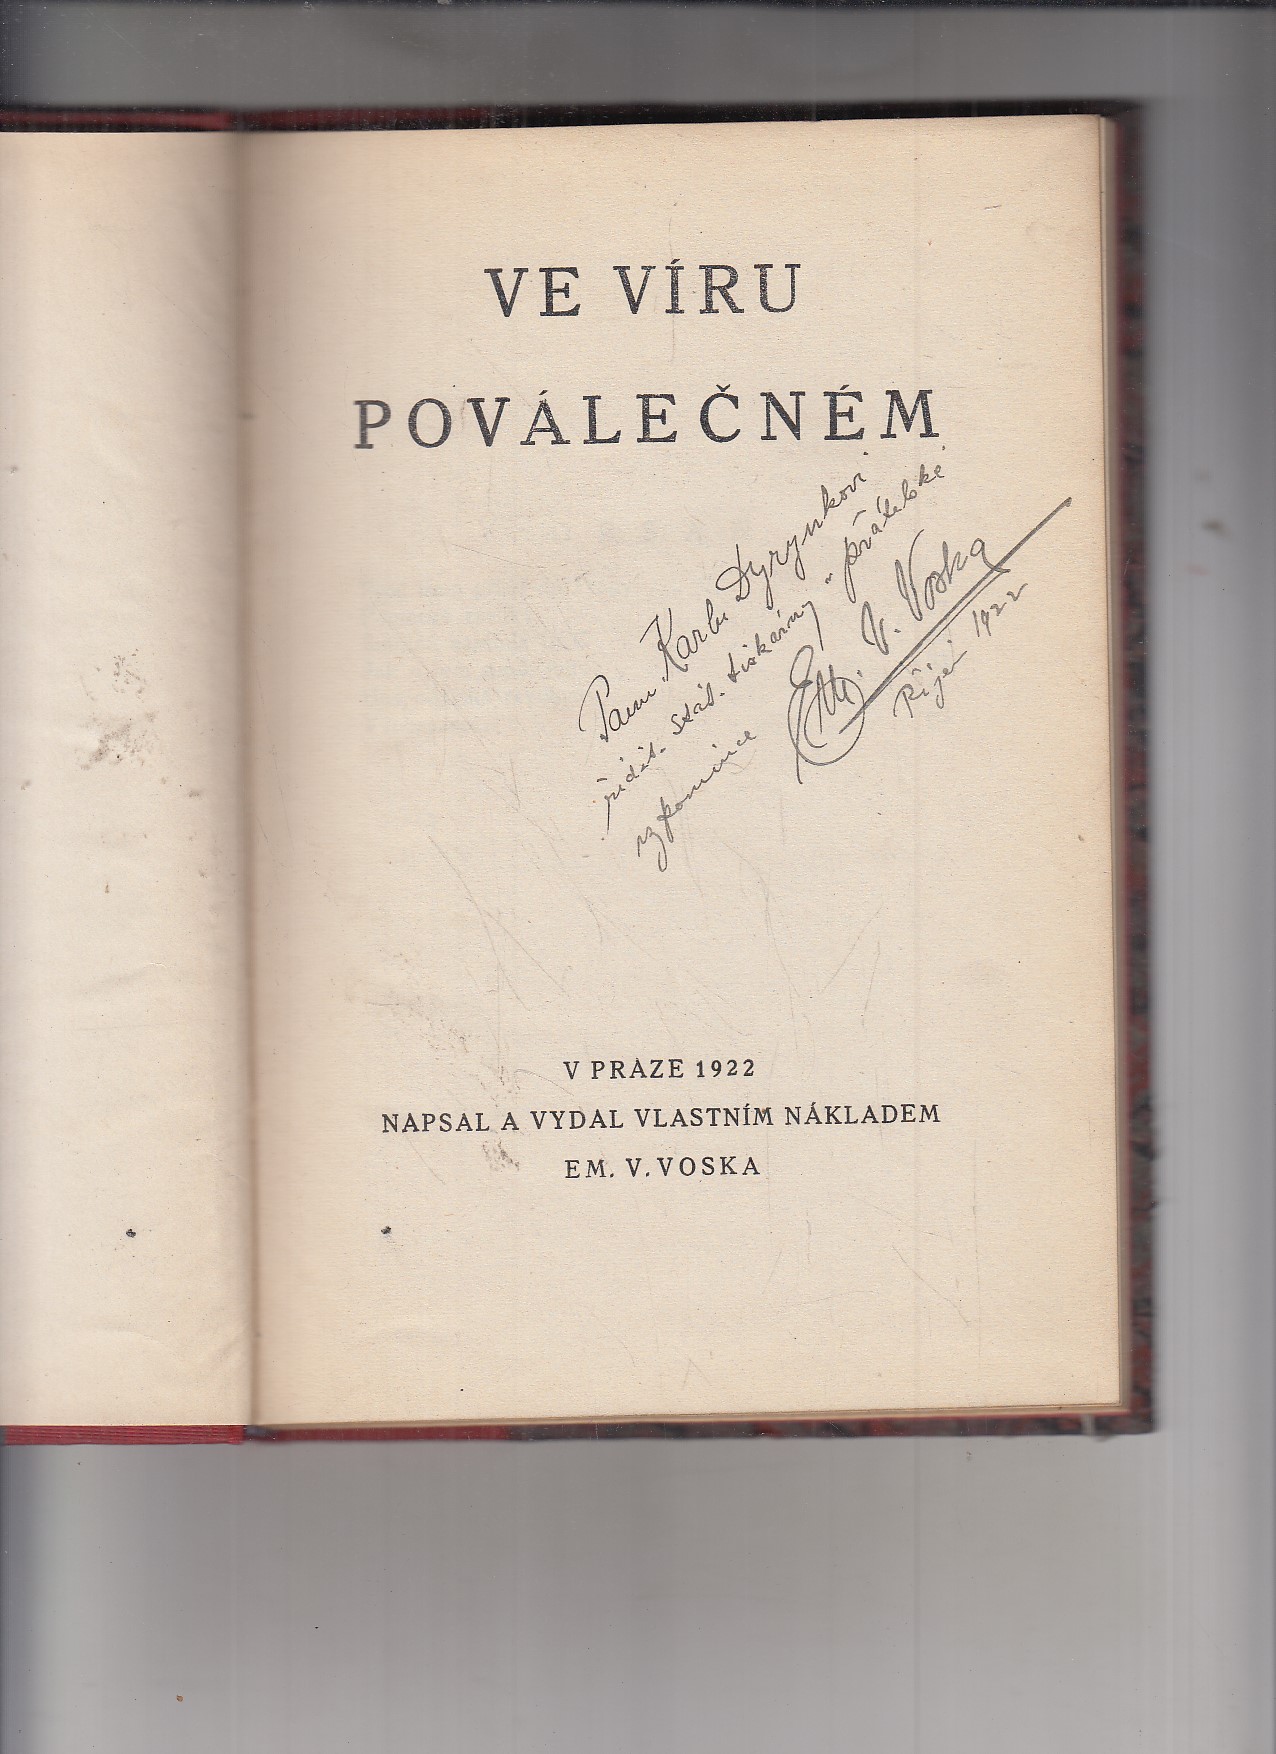 VE VÍRU
POVÁLEČNÉM
Panu Karlu Dyrynkovi
řidit. stát. tiskárny „ přátelské
vzpomínce
Em. V. Voska
Říjen 1922
V PRAZE 1922
NAPSAL A VYDAL VLASTNÍM NÁKLADEM
EM. V. VOSKA